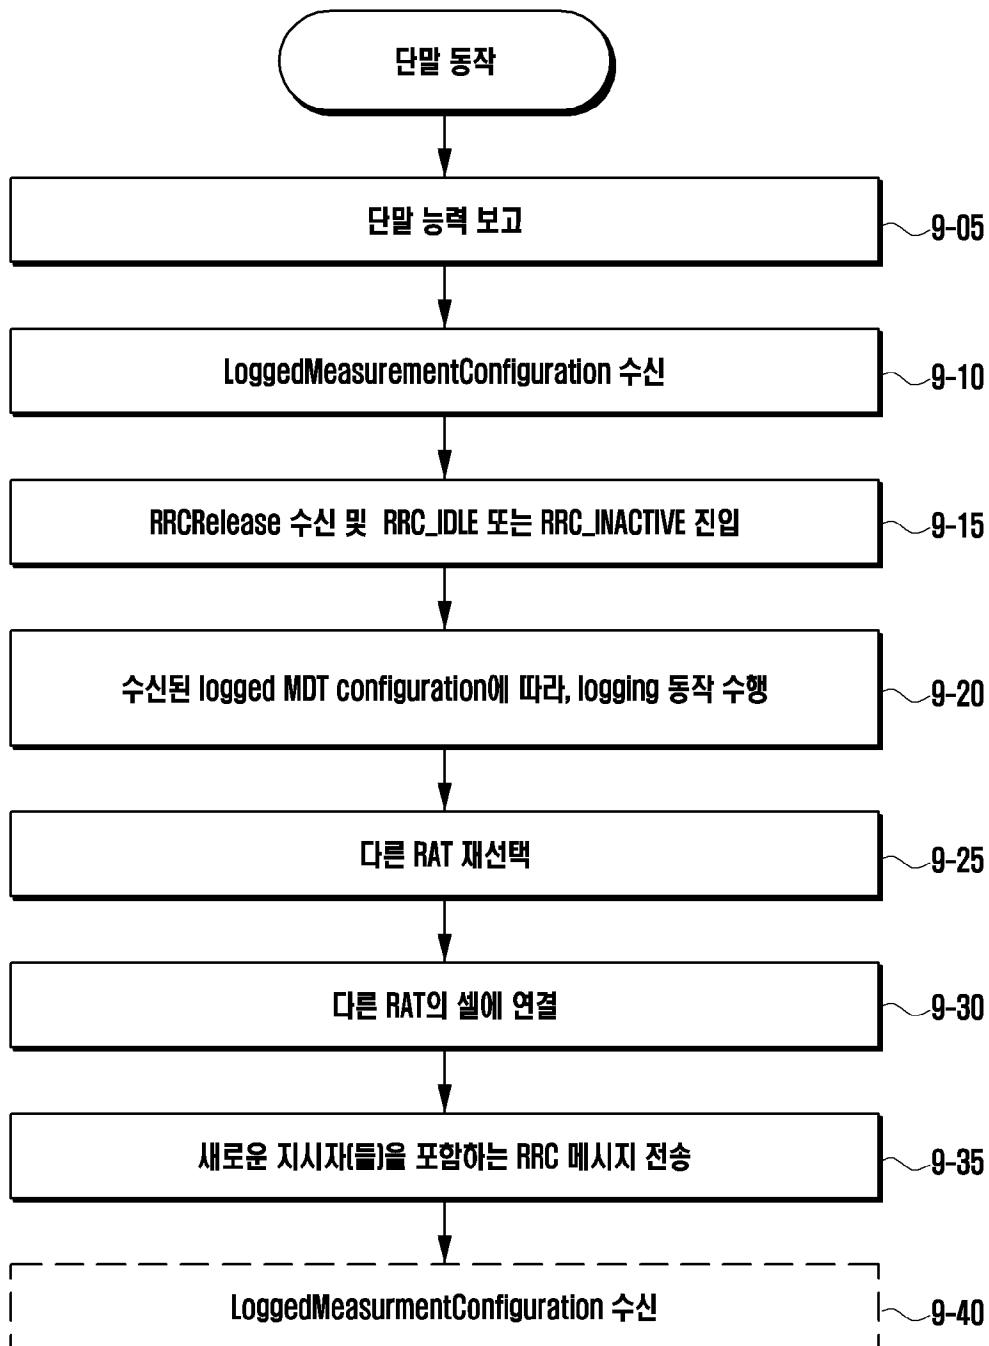 단말 동작
단말 능력 보고
9-05
LoggedMeasurementConfiguration 수신
9-10
RRCRelease 수신 및 RRC_IDLE 또는 RRC_INACTIVE 진입
9-15
수신된 logged MDT configuration에 따라, logging 동작 수행
9-20
다른 RAT 재선택
9-25
다른 RAT의 셀에 연결
9-30
새로운 지시자(들)을 포함하는 RRC 메시지 전송
9-35
LoggedMeasurmentConfiguration 수신
9-40